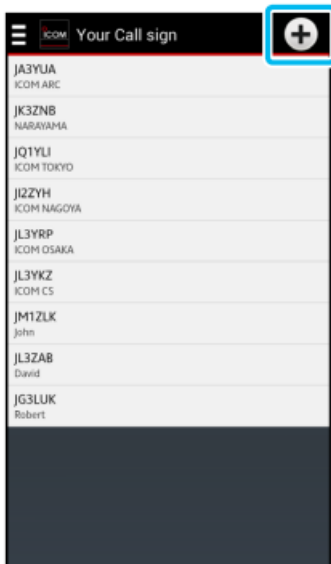 ICOM Your Call sign
JA3YUA
ICOM ARC
JK3ZNB
NARAYAMA
JQ1YLI
ICOM TOKYO
JI2ZYH
ICOM NAGOYA
JL3YRP
ICOM OSAKA
JL3YKZ
ICOM CS
JM1ZLK
John
JL3ZAB
David
JG3LUK
Robert